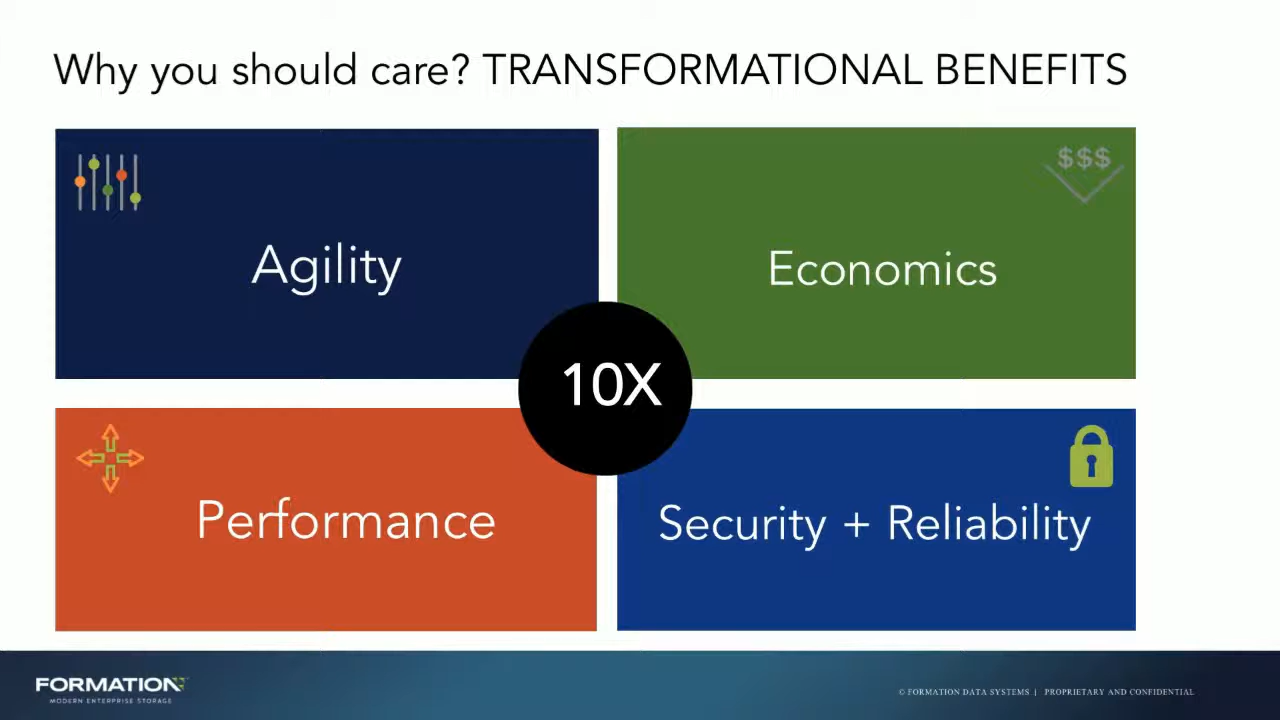 Why you should care? TRANSFORMATIONAL BENEFITS
$$$
Agility
Economics
10X
Performance
Security + Reliability
FORMATION
MODERN ENTERPRISE STORAGE
© FORMATION DATA SYSTEMS | PROPRIETARY AND CONFIDENTIAL